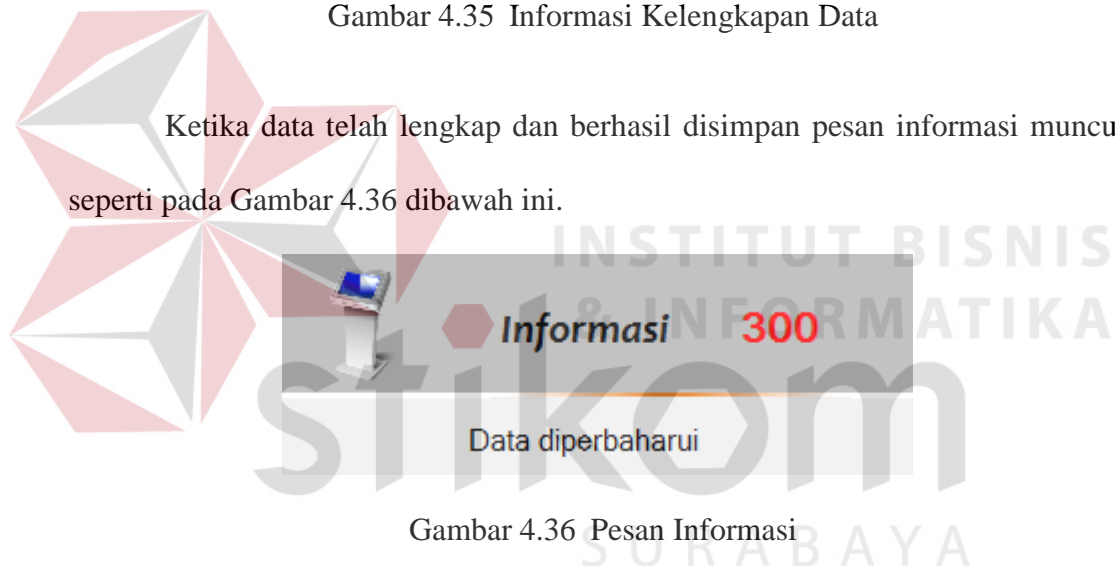 Gambar 4.35 Informasi Kelengkapan Data
Ketika data telah lengkap dan berhasil disimpan pesan informasi muncu
seperti pada Gambar 4.36 dibawah ini.
INSTITUT BISNIS
& INFORMATIKA
stikom
SURABAYA
Informasi 300
Data diperbaharui
Gambar 4.36 Pesan Informasi